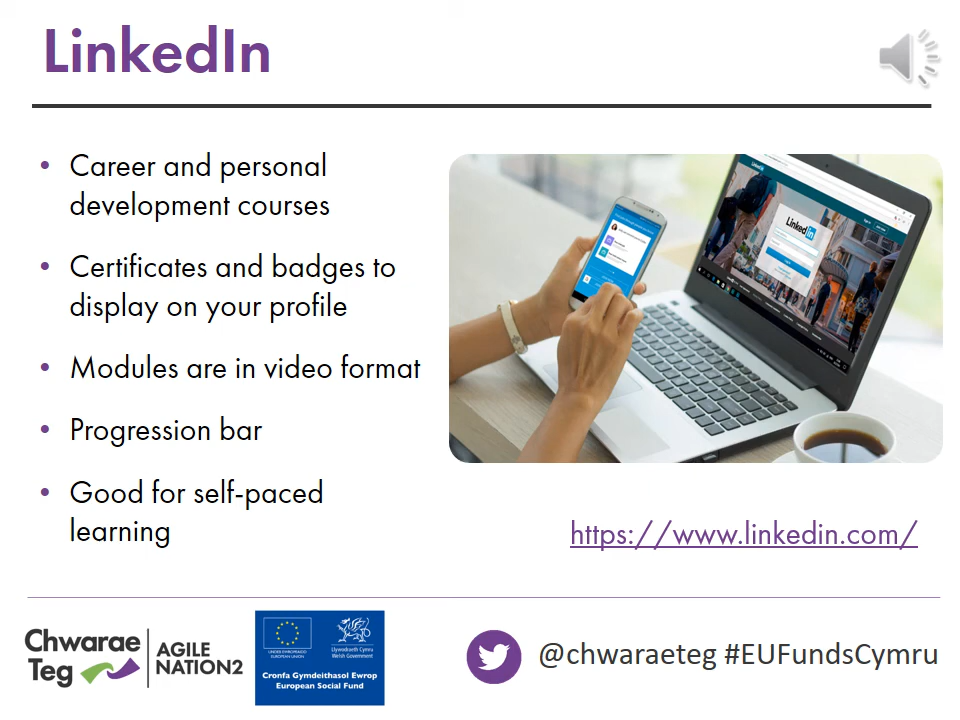 LinkedIn
• Career and personal
development courses
• Certificates and badges to
display on your profile
• Modules are in video format
• Progression bar
• Good for self-paced
learning
Linked in
https://www.linkedin.com/
Chwarae
Teg
AGILE
NATION2
UNDEB EWROPEAIDD
EUROPEAN UNION
Llywodraeth Cymru
Welsh Government
Cronfa Gymdeithasol Ewrop
European Social Fund
@chwaraeteg #EUFundsCymru